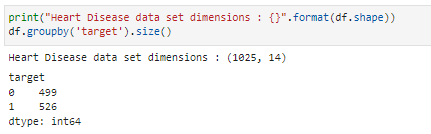 print("Heart Disease data set dimensions : {}".format(df.shape))
df.groupby('target').size()
Heart Disease data set dimensions : (1025, 14)
target
0    499
1    526
dtype: int64